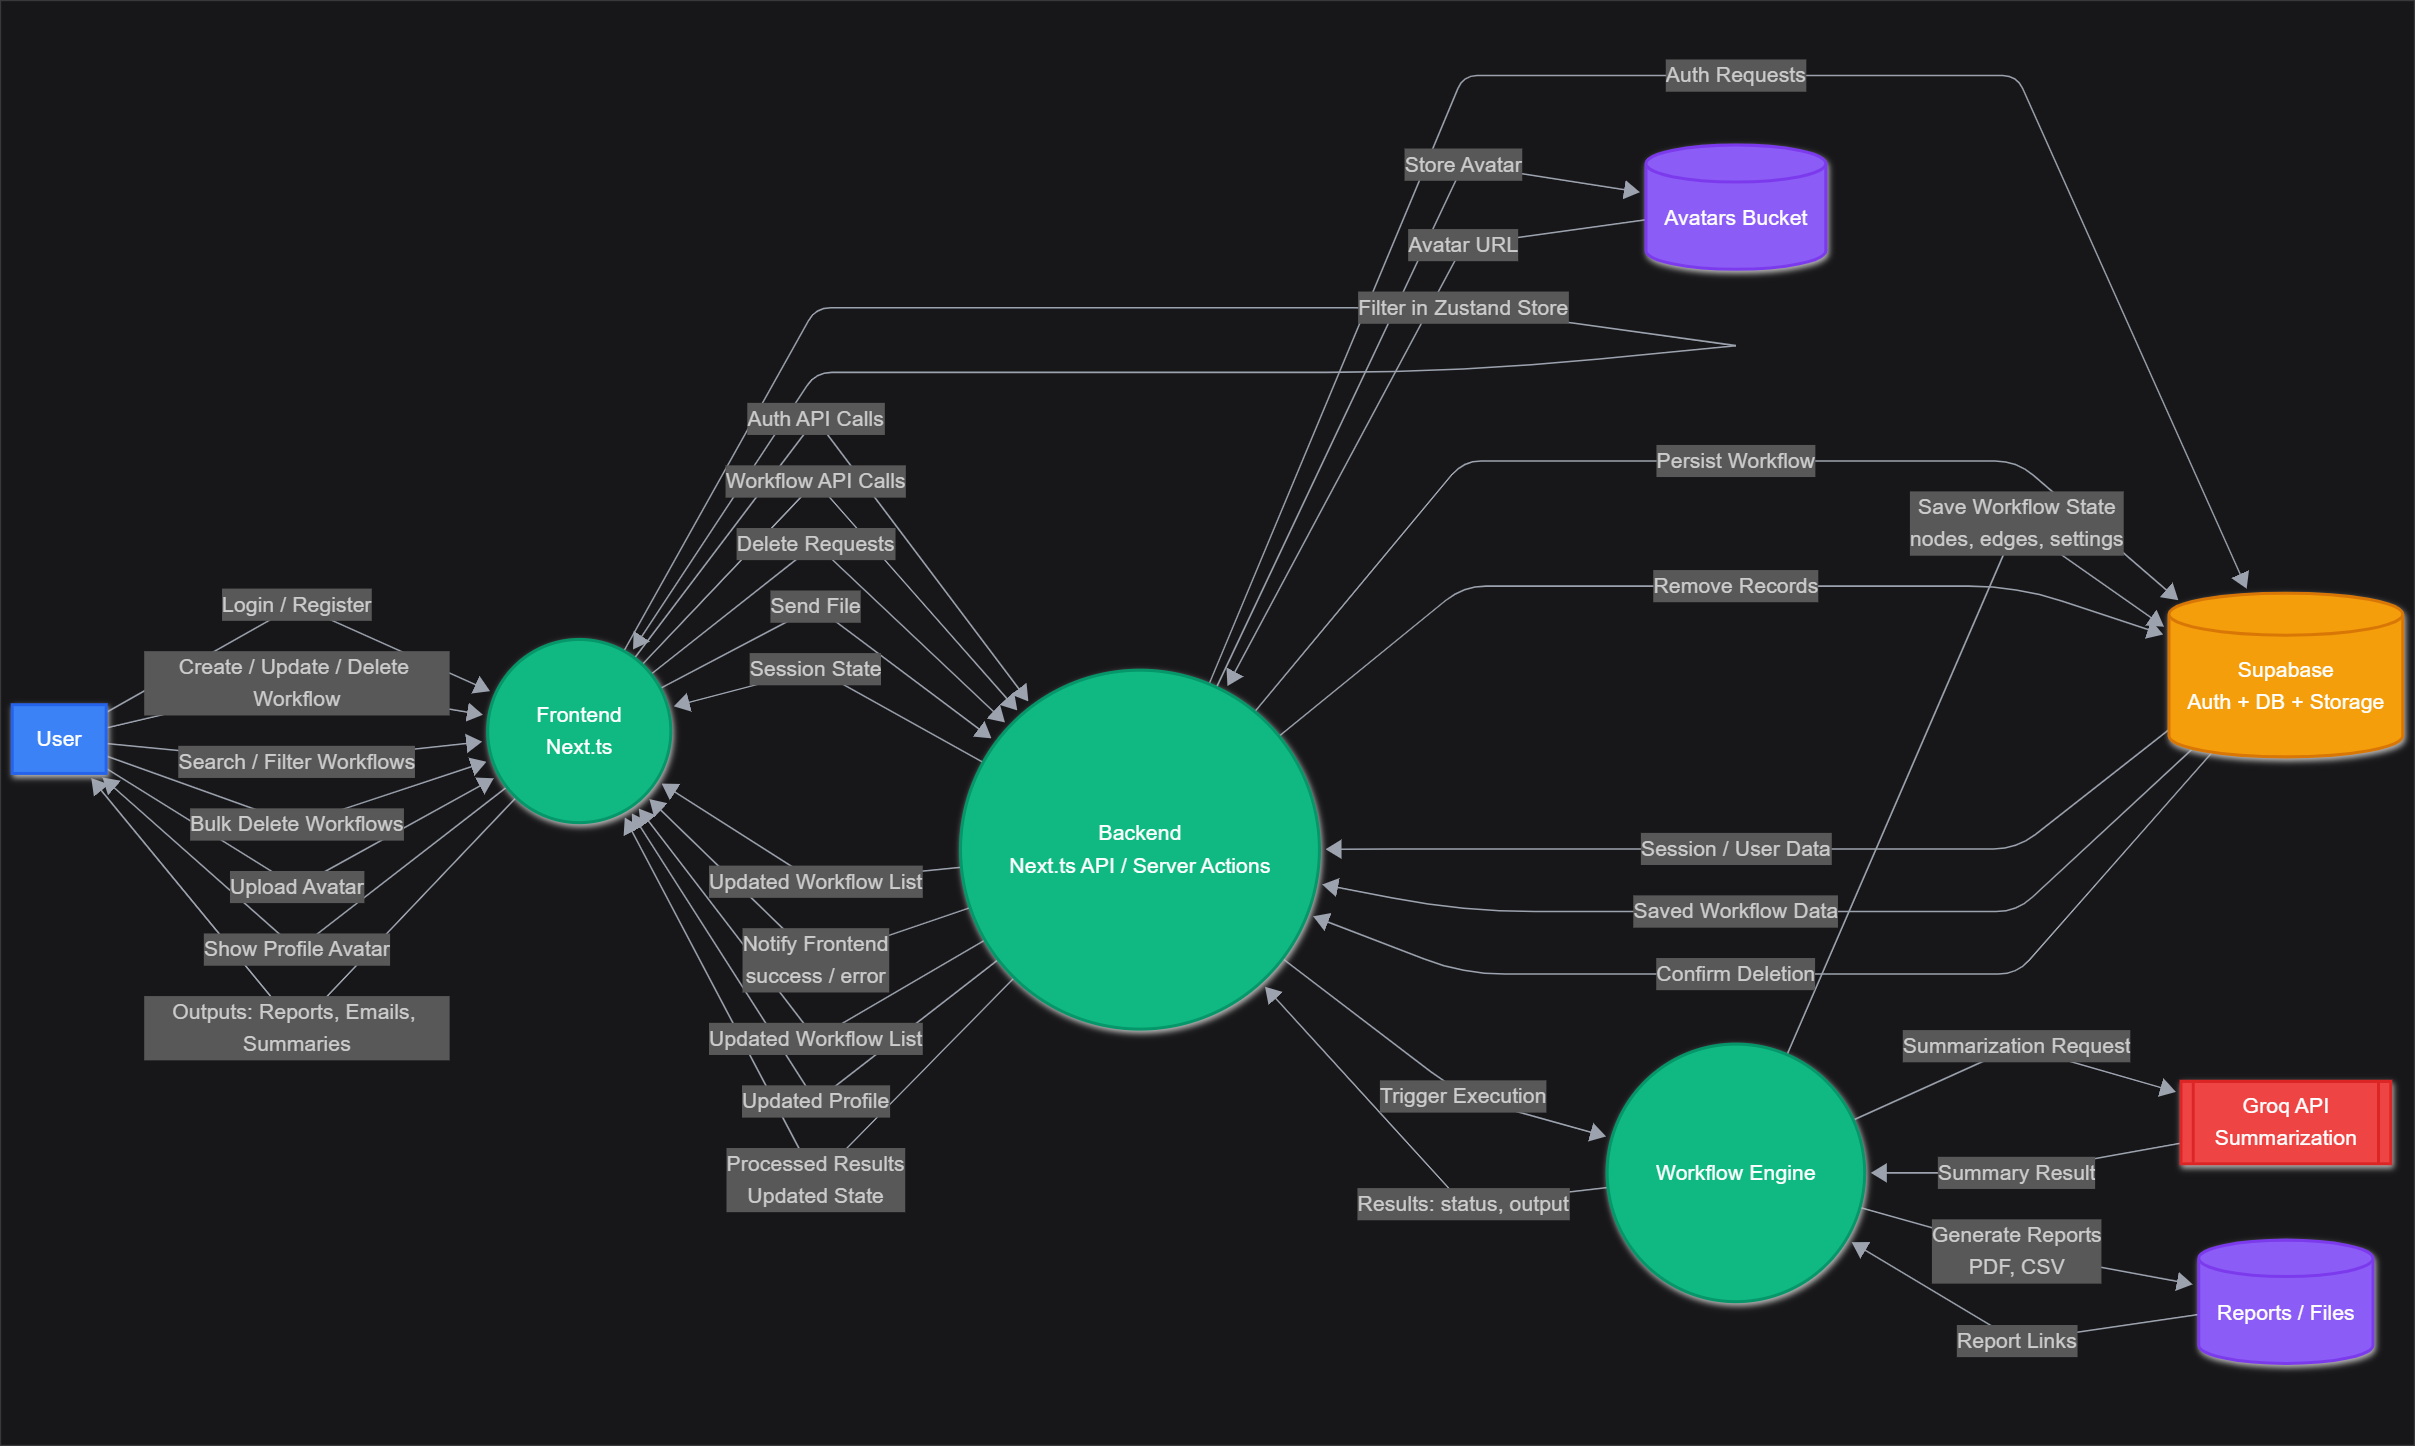 Auth Requests
Store Avatar
Avatars Bucket
Avatar URL
Filter in Zustand Store
Auth API Calls
Workflow API Calls
Delete Requests
Send File
Session State
Persist Workflow
Save Workflow State
nodes, edges, settings
Remove Records
Login / Register
Create / Update / Delete
Workflow
User
Search / Filter Workflows
Bulk Delete Workflows
Upload Avatar
Show Profile Avatar
Outputs: Reports, Emails,
Summaries
Frontend
Next.ts
Updated Workflow List
Notify Frontend
success / error
Updated Workflow List
Updated Profile
Processed Results
Updated State
Backend
Next.ts API / Server Actions
Supabase
Auth + DB + Storage
Session / User Data
Saved Workflow Data
Confirm Deletion
Trigger Execution
Results: status, output
Workflow Engine
Summarization Request
Groq API
Summarization
Summary Result
Generate Reports
PDF, CSV
Reports / Files
Report Links